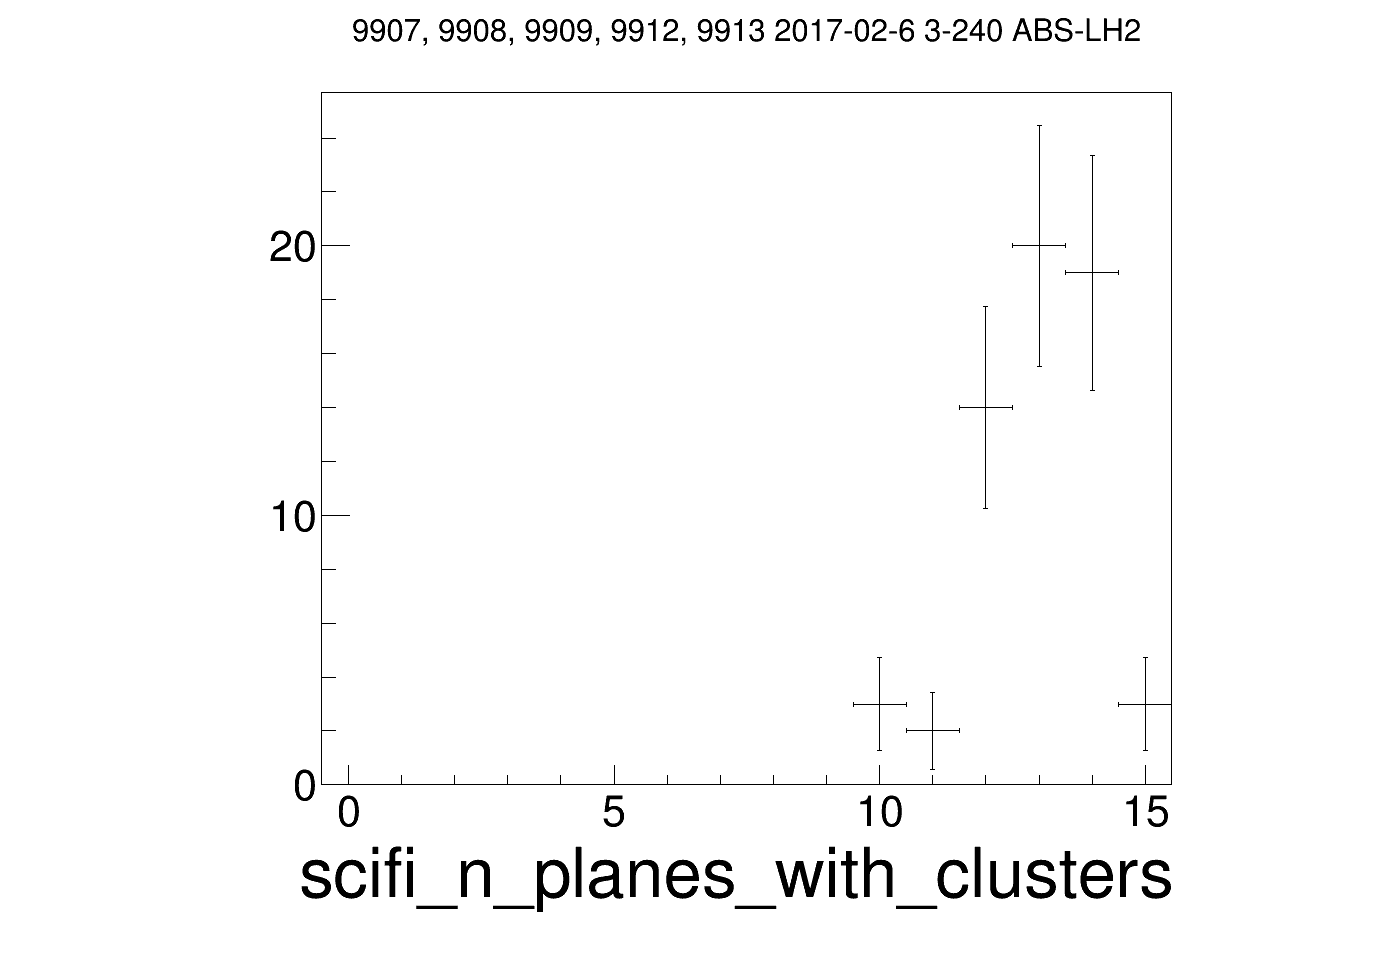 9907, 9908, 9909, 9912, 9913 2017-02-6 3-240 ABS-LH2
20
10
0
0 5 10 15
scifi_n_planes_with_clusters